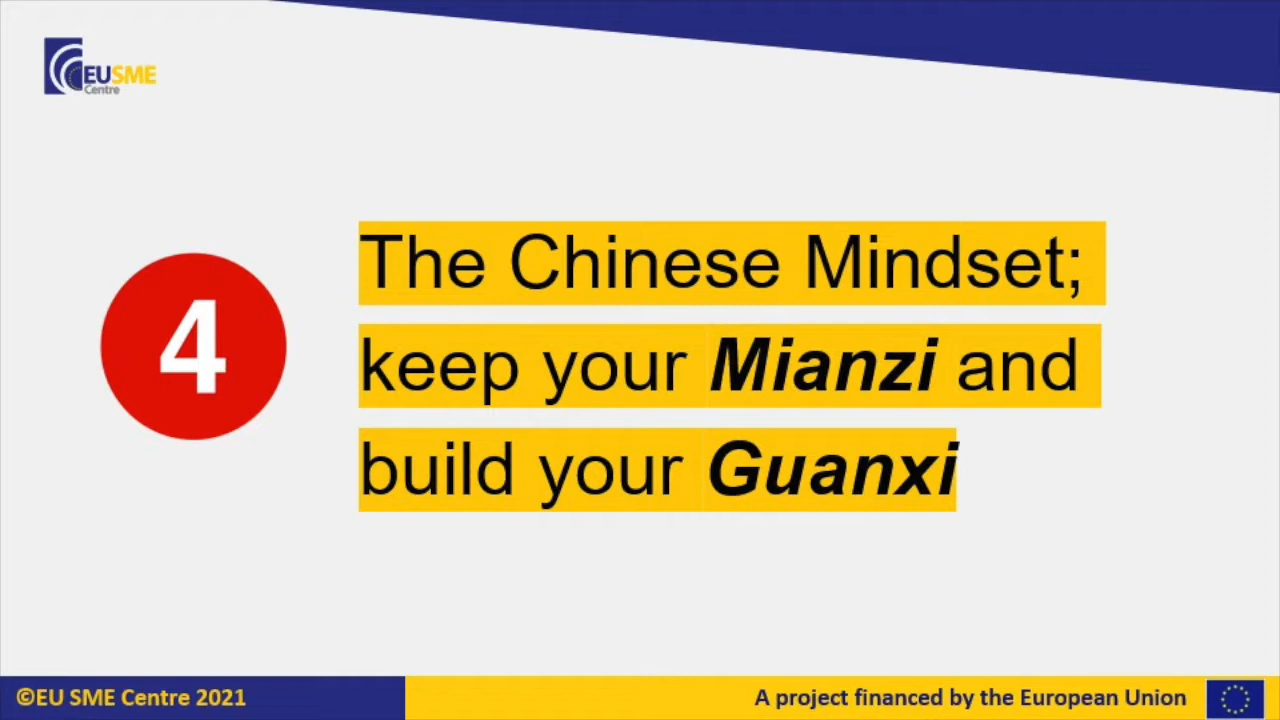 EUSME
Centre
4
The Chinese Mindset;
keep your Mianzi and
build your Guanxi
©EU SME Centre 2021
A project financed by the European Union